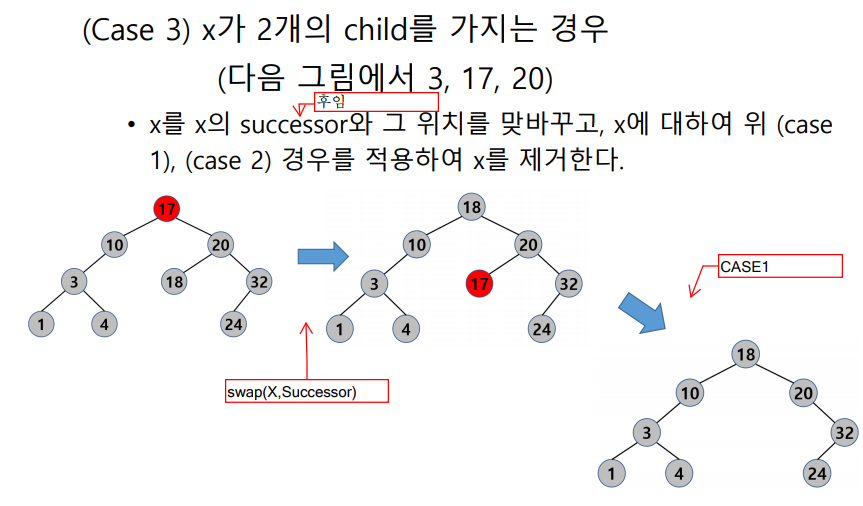 (Case 3) x가 2개의 child를 가지는 경우
(다음 그림에서 3, 17, 20)
후임
• x를 x의 successor와 그 위치를 맞바꾸고, x에 대하여 위 (case
1), (case 2) 경우를 적용하여 x를 제거한다.
17
10 20
3 18 32
1 4 24
18
10 20
3 17 32
1 4 24
CASE1
swap(X,Successor)
18
10 20
3 32
1 4 24